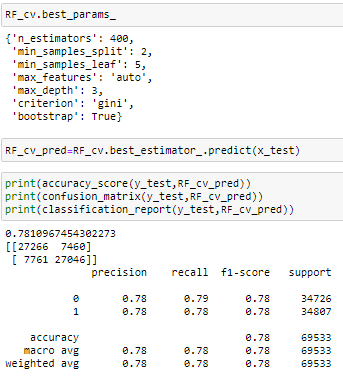 RF_cv.best_params_
{'n_estimators': 400,
'min_samples_split': 2,
'min_samples_leaf': 5,
'max_features': 'auto',
'max_depth': 3,
'criterion': 'gini',
'bootstrap': True}
RF_cv_pred=RF_cv.best_estimator_.predict(x_test)
print(accuracy_score(y_test,RF_cv_pred))
print(confusion_matrix(y_test,RF_cv_pred))
print(classification_report(y_test,RF_cv_pred))
0.7810967454302273
[[27266 7460]
[ 7761 27046]]
precision recall f1-score support
0 0.78 0.79 0.78 34726
1 0.78 0.78 0.78 34807
accuracy 0.78 69533
macro avg 0.78 0.78 0.78 69533
weighted avg 0.78 0.78 0.78 69533